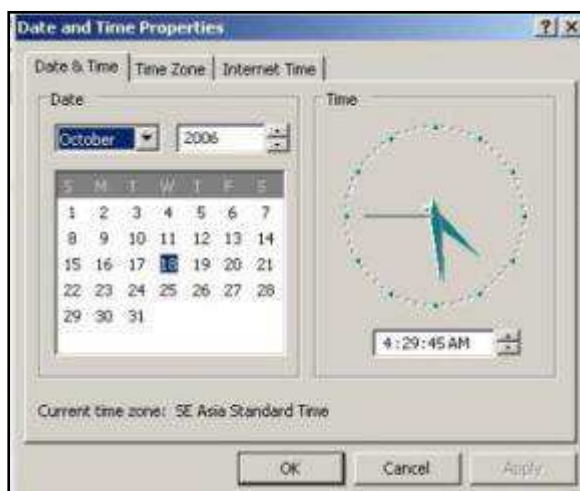 Date and Time Properties
Date & Time Time Zone Internet Time
Date
October 2006
S M T W T F S
1 2 3 4 5 6 7
8 9 10 11 12 13 14
15 16 17 18 19 20 21
22 23 24 25 26 27 28
29 30 31
Time
4:29:45 AM
Current time zone: SE Asia Standard Time
OK Cancel Apply